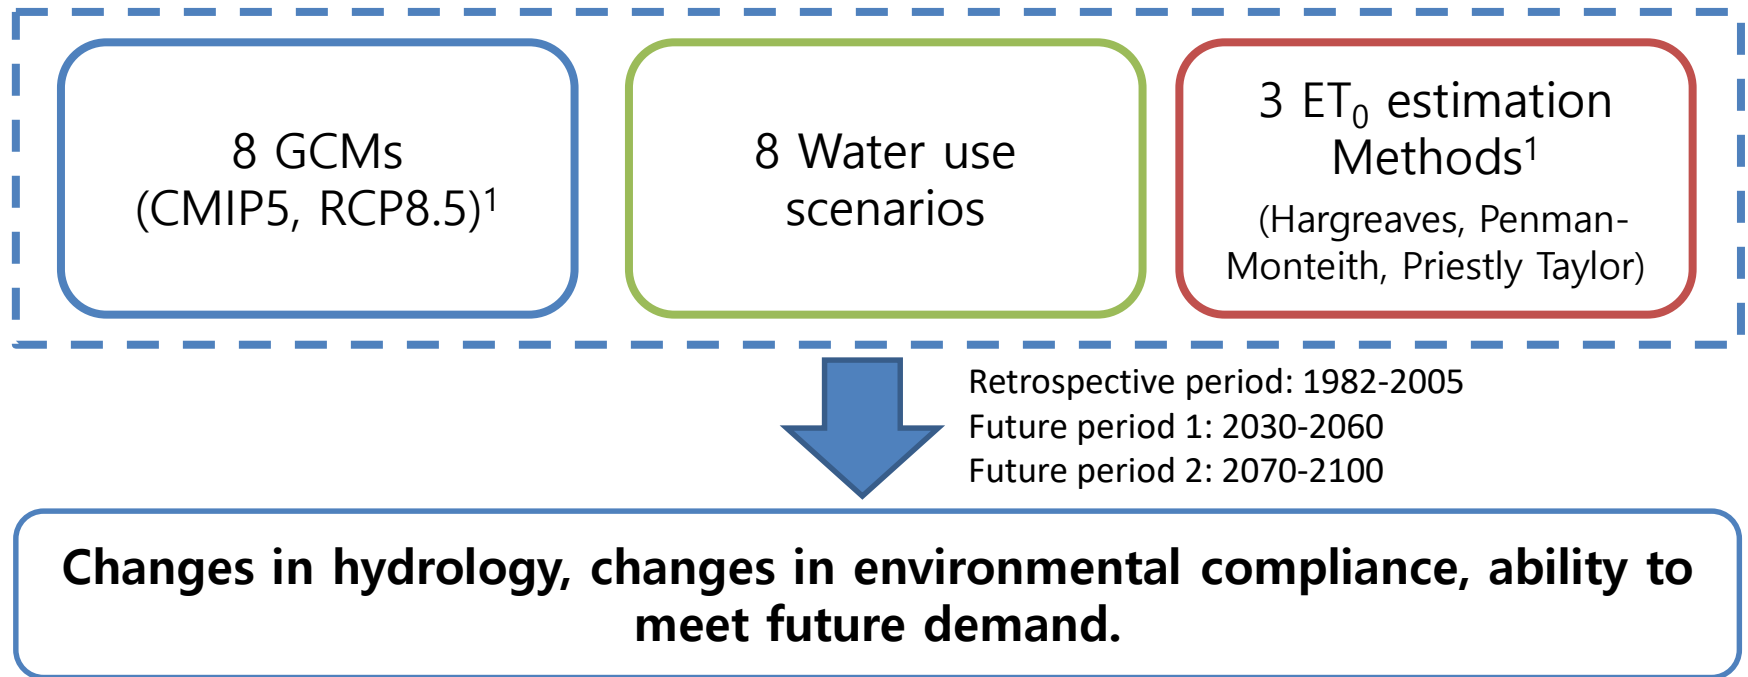 8 GCMs
(CMIP5, RCP8.5)¹
8 Water use
scenarios
3 ET₀ estimation
Methods¹
(Hargreaves, Penman-
Monteith, Priestly Taylor)
Retrospective period: 1982-2005
Future period 1: 2030-2060
Future period 2: 2070-2100
Changes in hydrology, changes in environmental compliance, ability to
meet future demand.